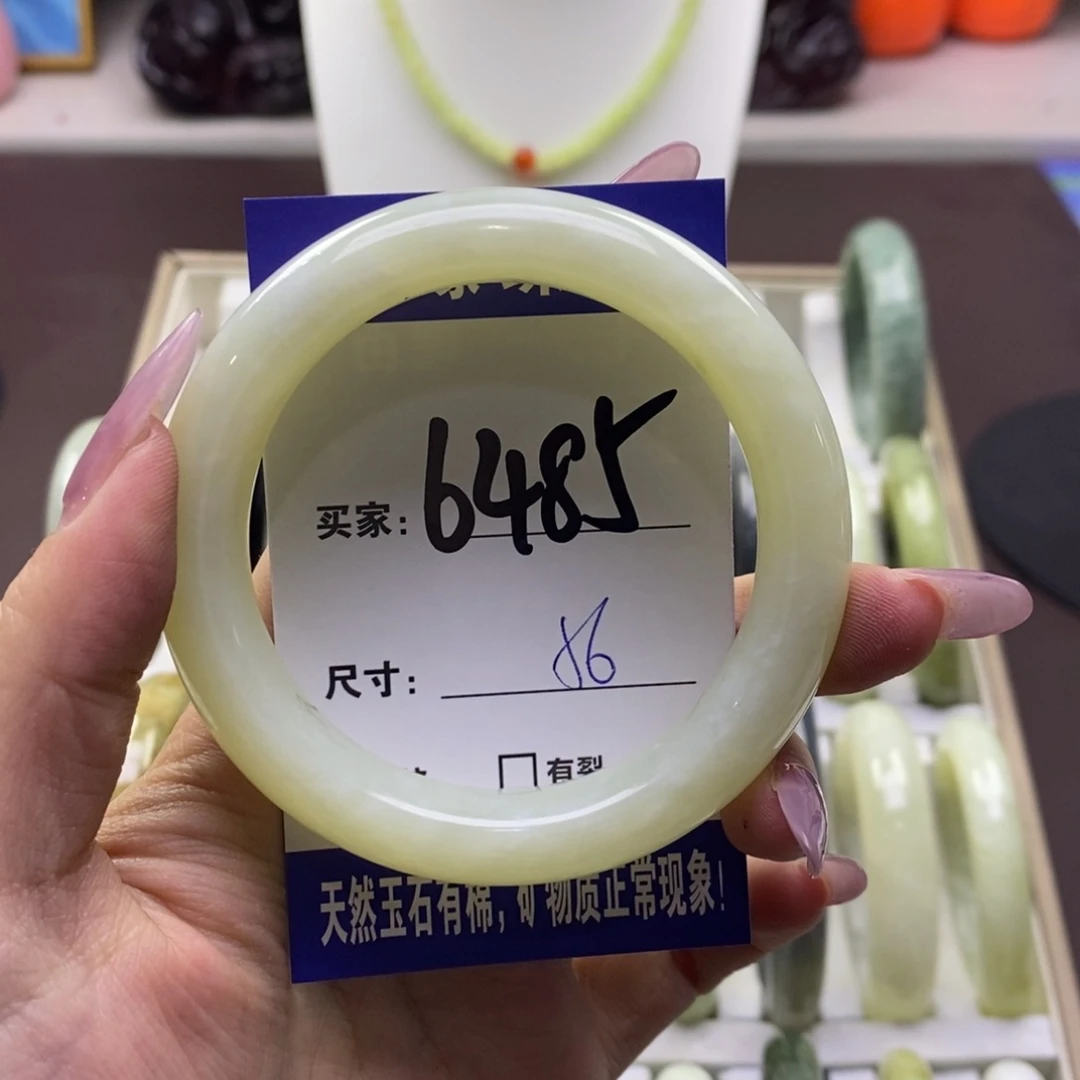 买家: 6485
尺寸: 56
有裂
天然玉石有棉, 矿物质正常现象!